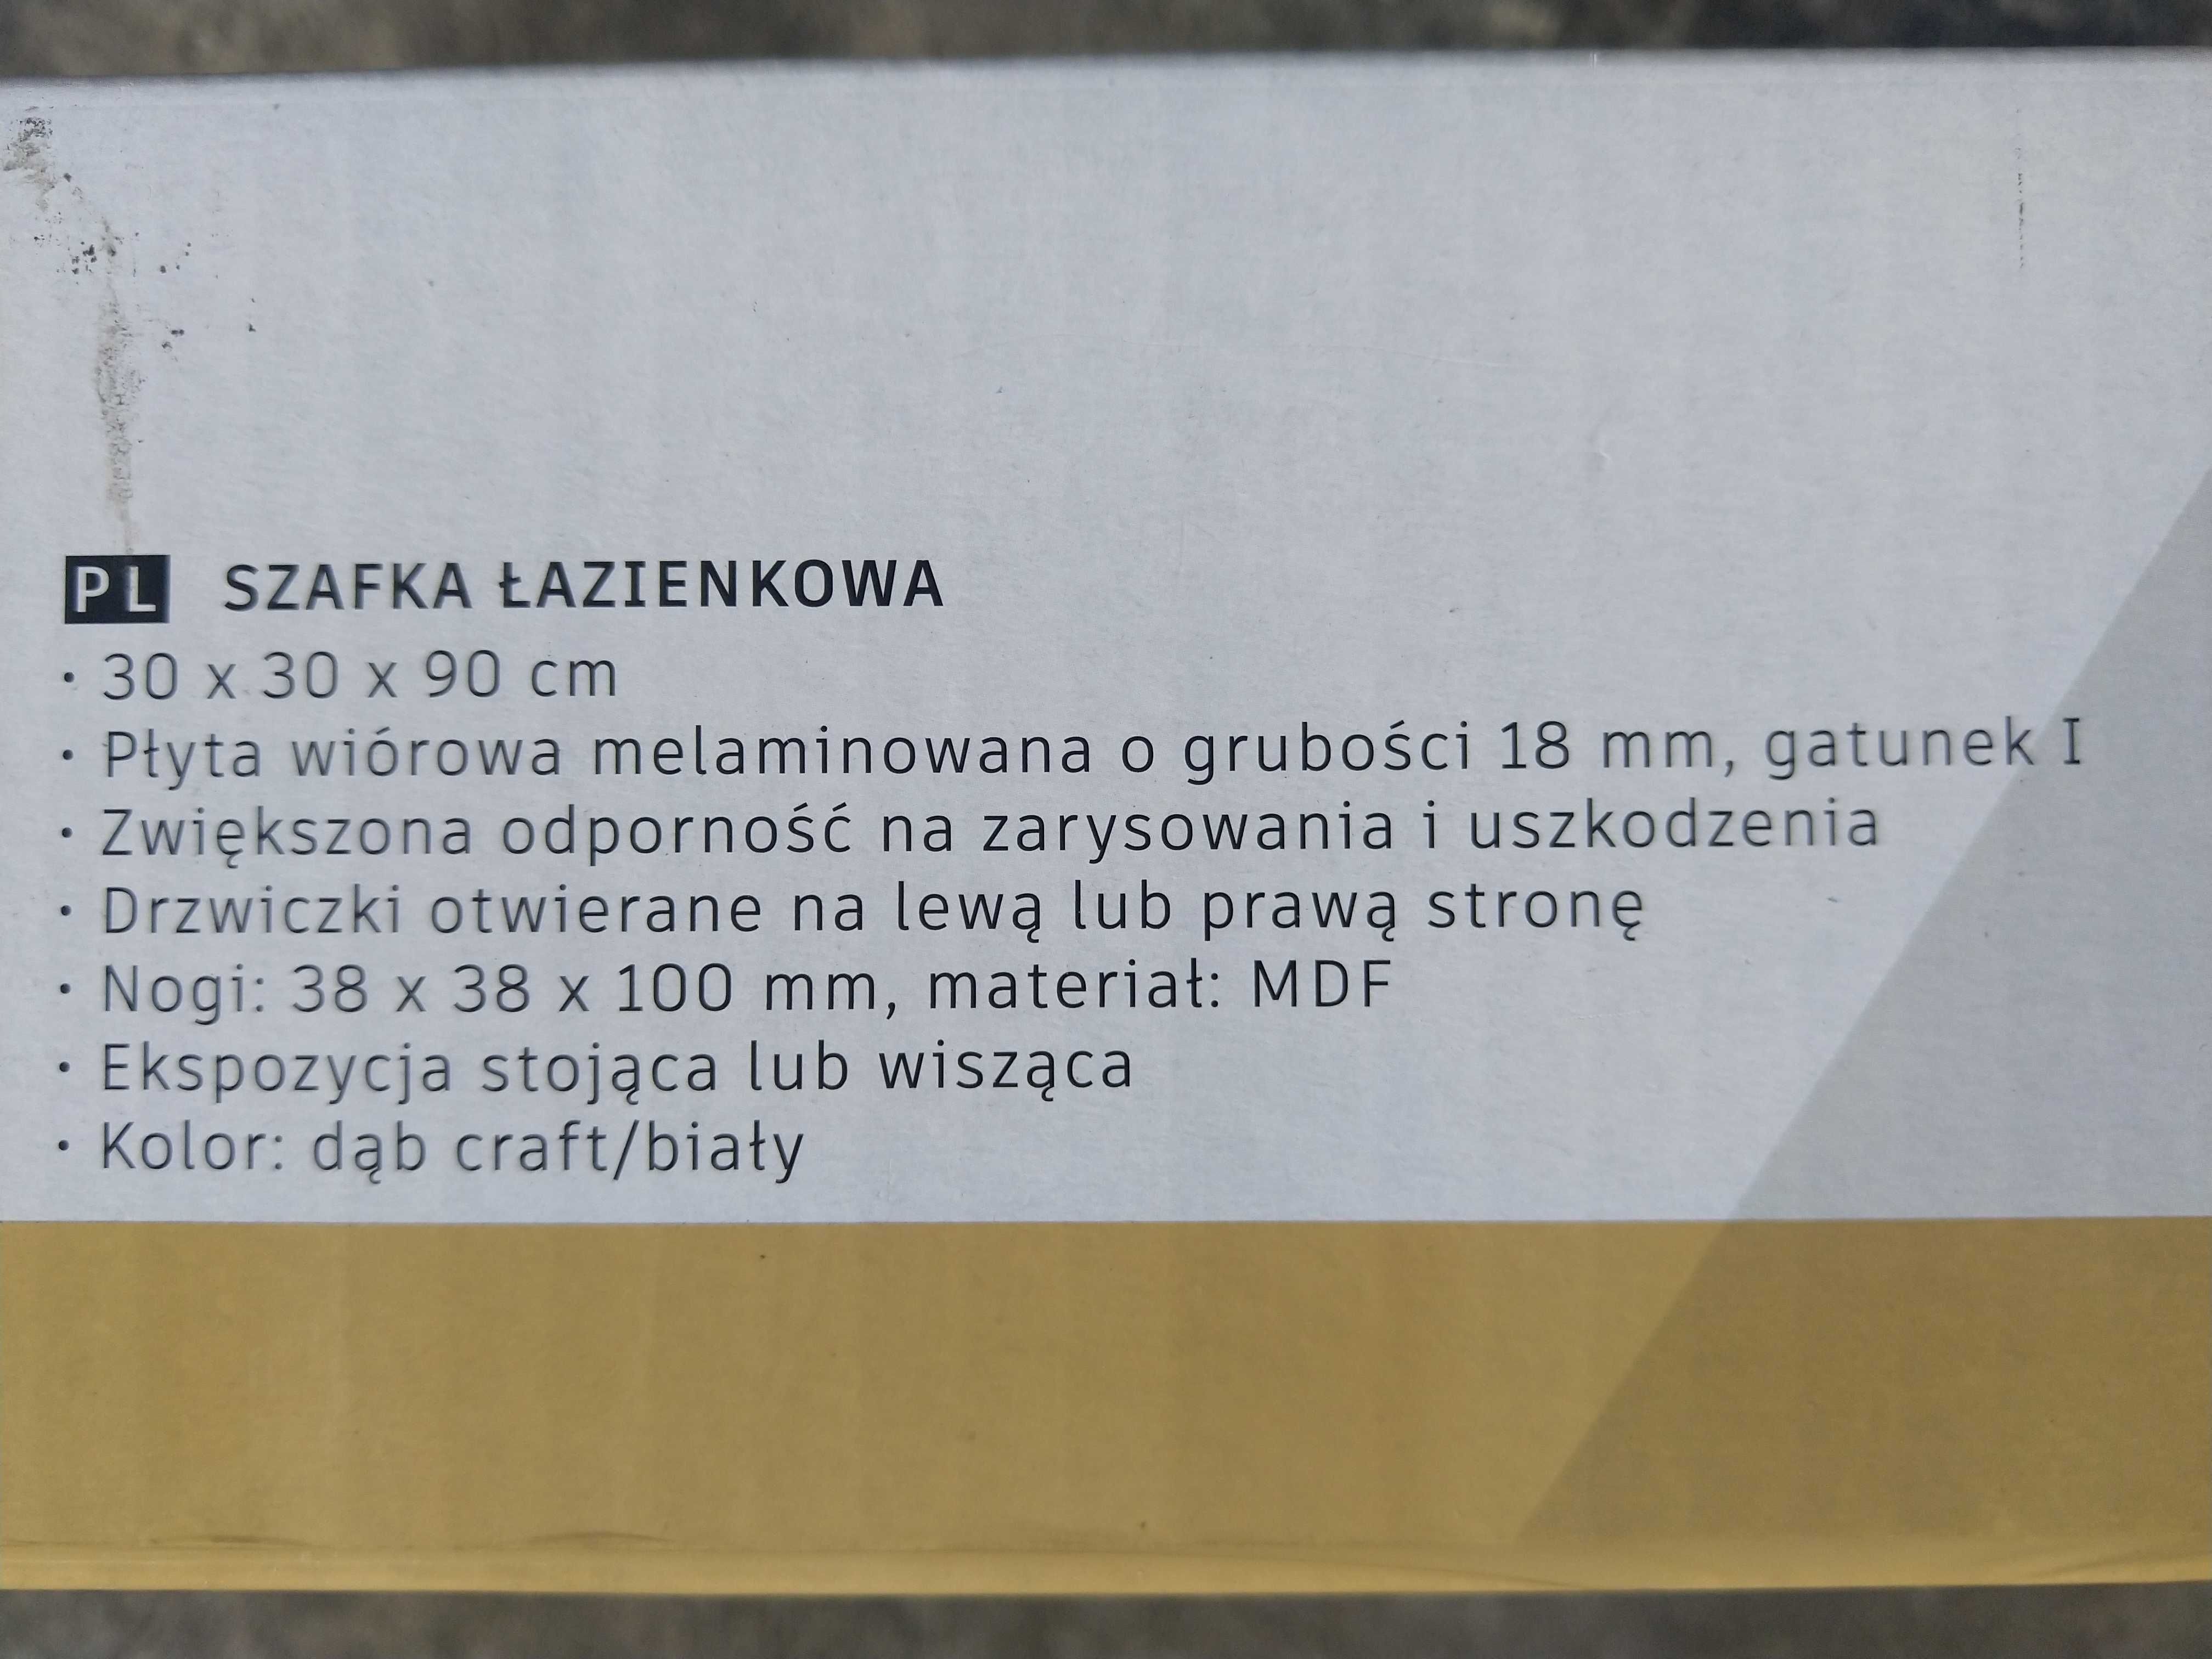 PL SZAFKA ŁAZIENKOWA
· 30 x 30 x 90 cm
· Płyta wiórowa melaminowana o grubości 18 mm, gatunek I
· Zwiększona odporność na zarysowania i uszkodzenia
· Drzwiczki otwierane na lewą lub prawą stronę
· Nogi: 38 x 38 x 100 mm, materiał: MDF
· Ekspozycja stojąca lub wisząca
· Kolor: dąb craft/biały